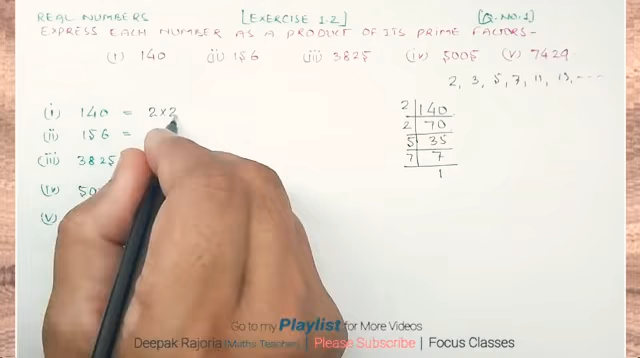 REAL NUMBERS [EXERCISE 1.2] [Q.NO.1]
EXPRESS EACH NUMBER AS A PRODUCT OF ITS PRIME FACTORS-
(i) 140 (ii) 156 (iii) 3825 (iv) 5005 (v) 7429
2, 3, 5, 7, 11, 13, ....
(i) 140 = 2×2
(ii) 156 =
(iii) 3825
(iv) 50
(v)
2 140
2 70
5 35
7 7
1
Go to my Playlist for More Videos
Deepak Rajoria (Maths Teacher) | Please Subscribe | Focus Classes